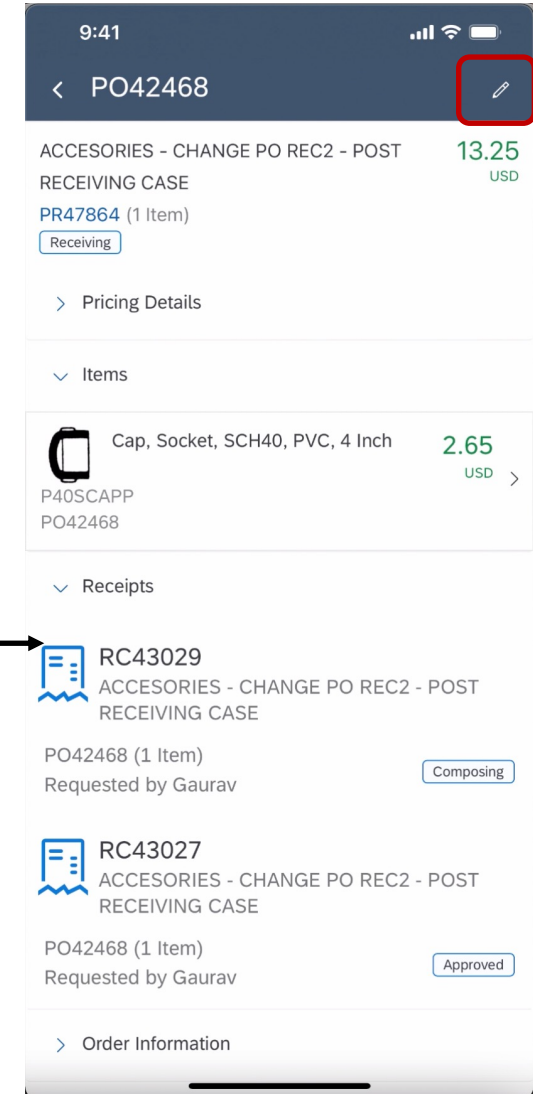 9:41
PO42468
ACCESORIES - CHANGE PO REC2 - POST 13.25
RECEIVING CASE USD
PR47864 (1 Item)
Receiving
Pricing Details
Items
Cap, Socket, SCH40, PVC, 4 Inch 2.65
USD
P40SCAPP
PO42468
Receipts
RC43029
ACCESORIES - CHANGE PO REC2 - POST
RECEIVING CASE
PO42468 (1 Item)
Composing
Requested by Gaurav
RC43027
ACCESORIES - CHANGE PO REC2 - POST
RECEIVING CASE
PO42468 (1 Item)
Approved
Requested by Gaurav
Order Information